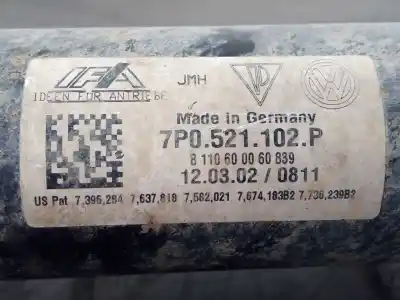 IFA
JMH
IDEEN FÜR ANTRIEBE
VW
Made in Germany
7P0.521.102.P
8 110 60 00 60 839
12.03.02 / 0811
US Pat 7,396,284 7,637,818 7,582,021 7,674,183B2 7,736,239B2